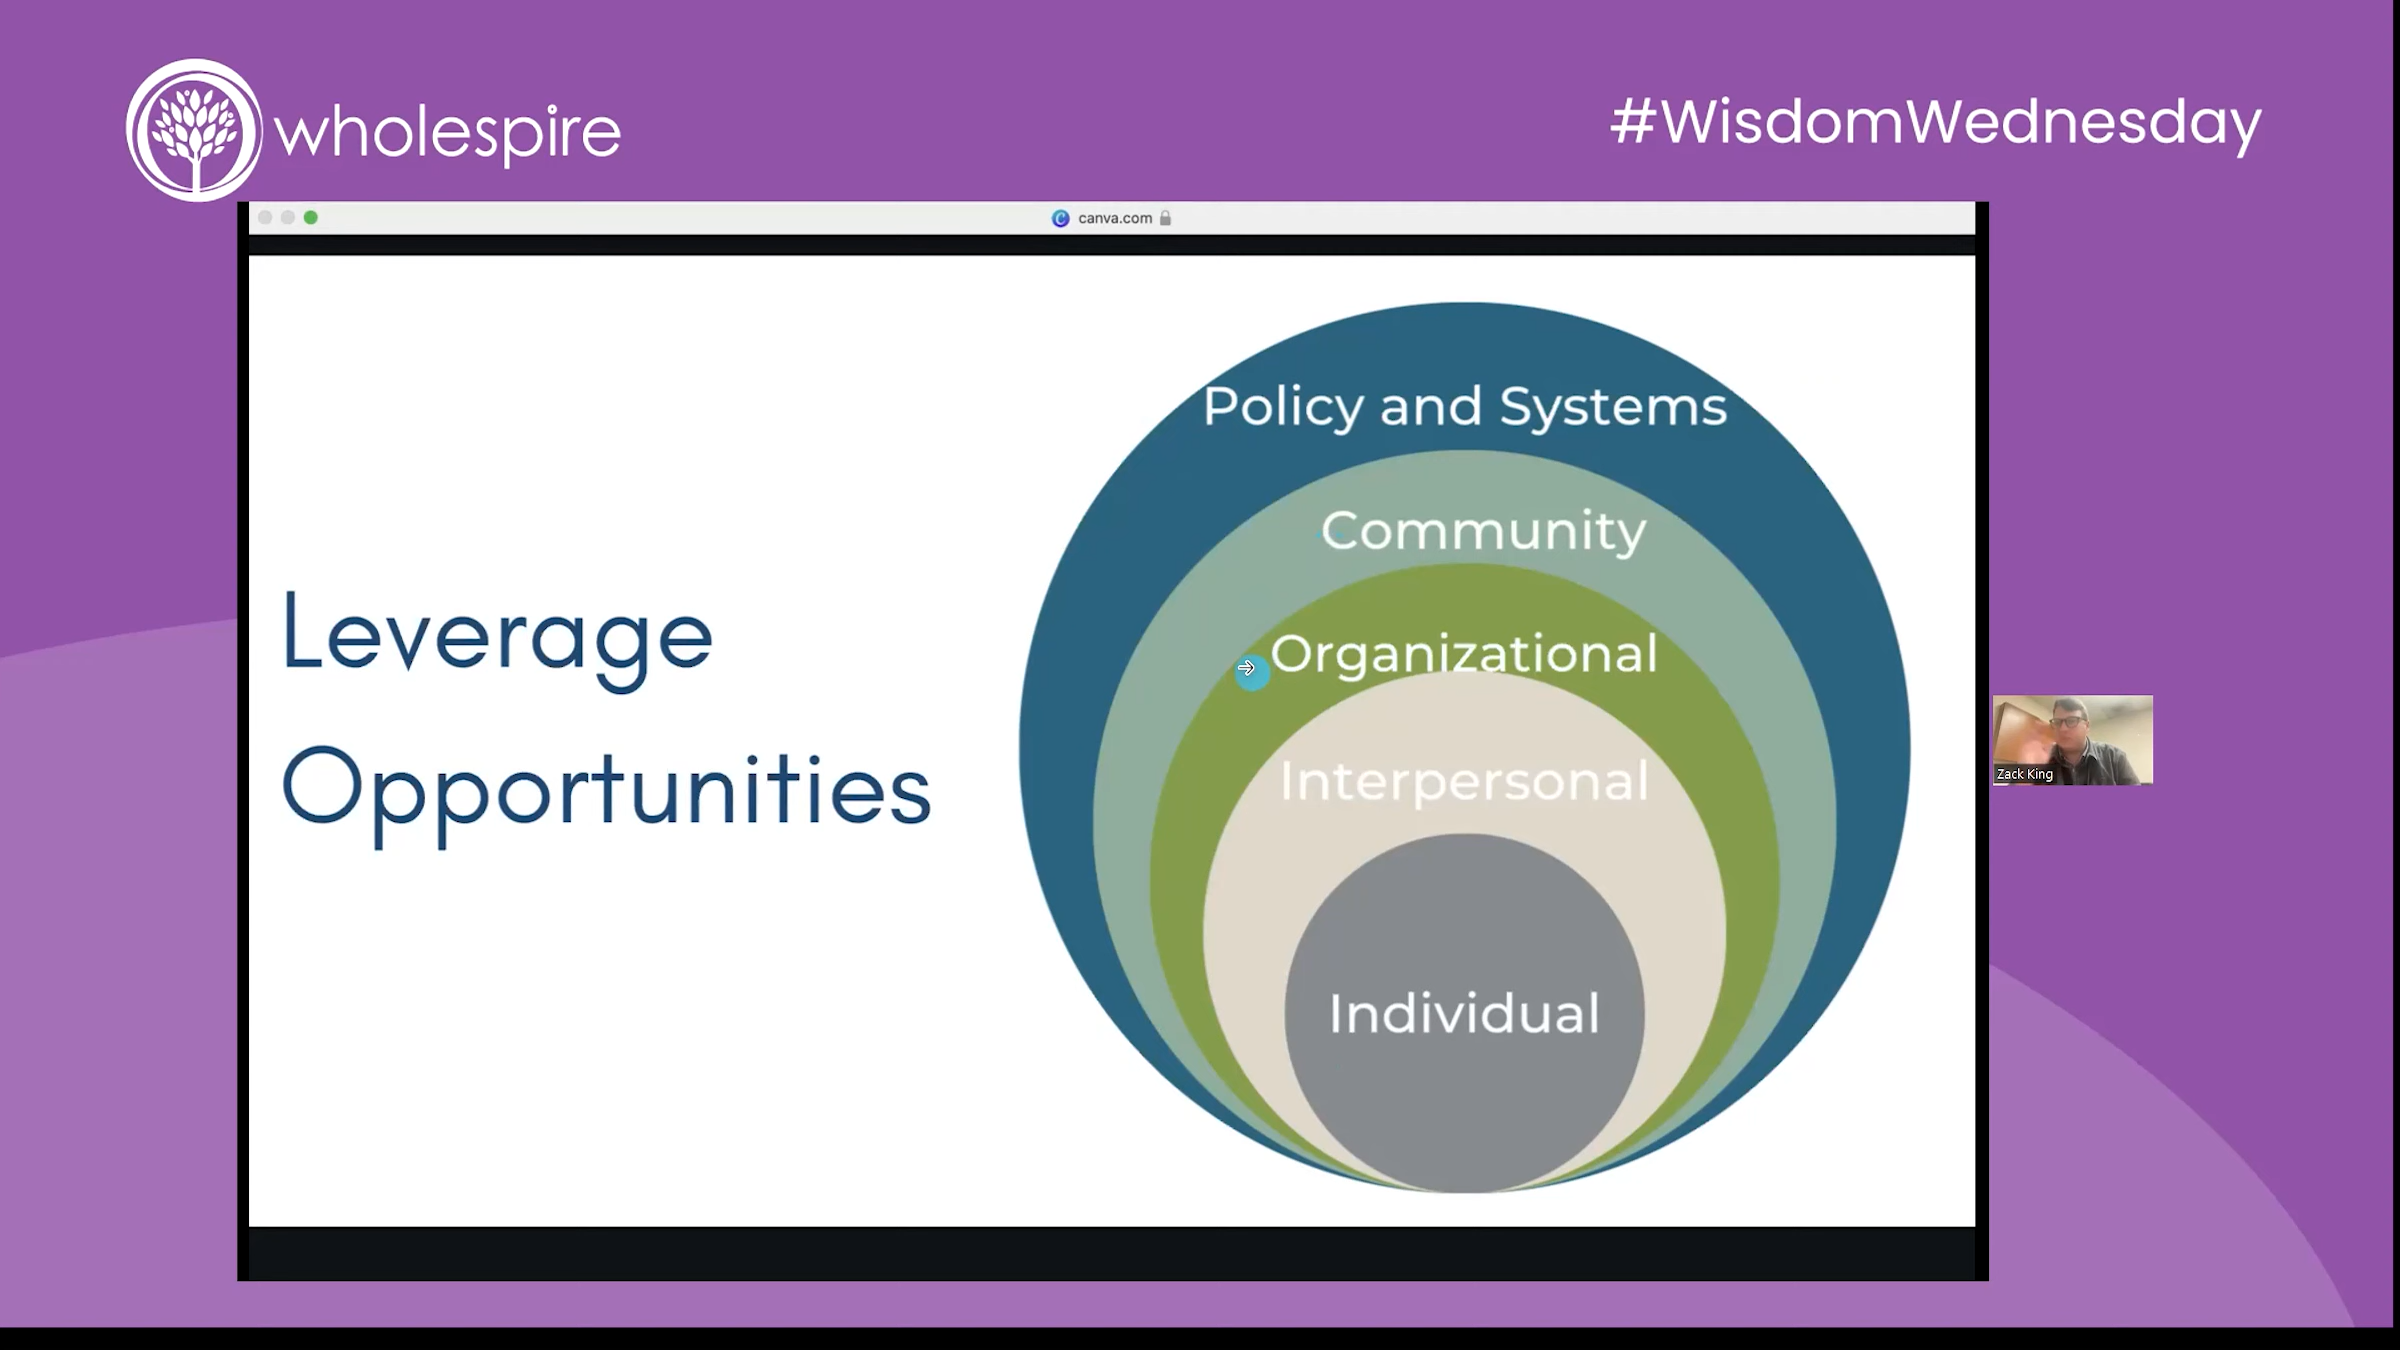 wholespire
#WisdomWednesday
canva.com
Leverage
Opportunities
Policy and Systems
Community
Organizational
Interpersonal
Individual
Zack King